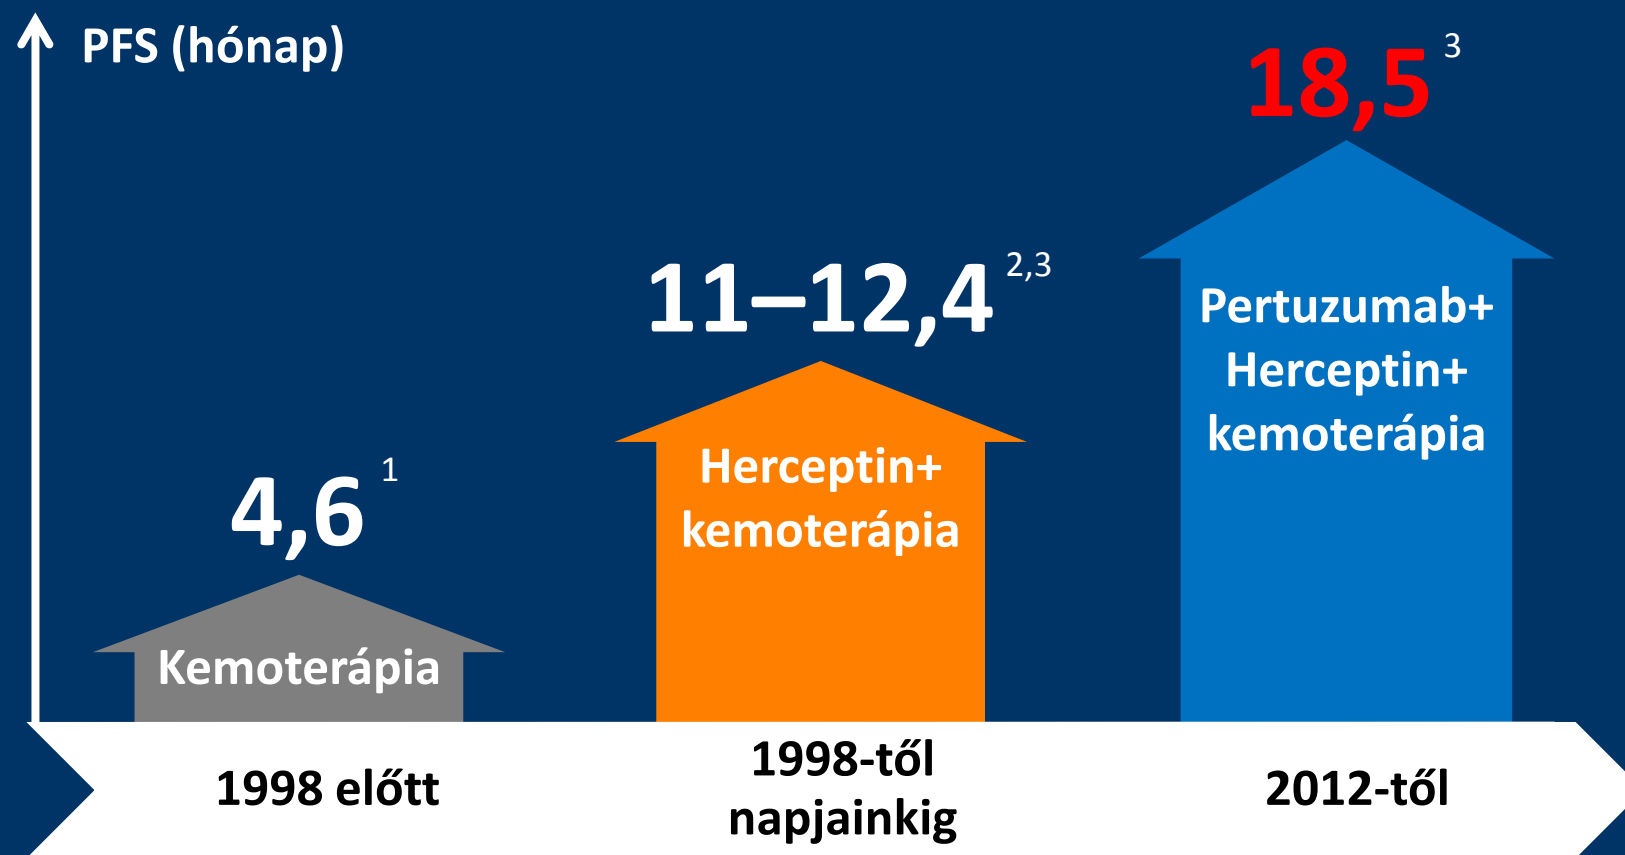 PFS (hónap)
18,5 3
11–12,4 2,3
Pertuzumab+
Herceptin+
kemoterápia
Herceptin+
kemoterápia
4,6 1
Kemoterápia
1998 előtt
1998-től
napjainkig
2012-től